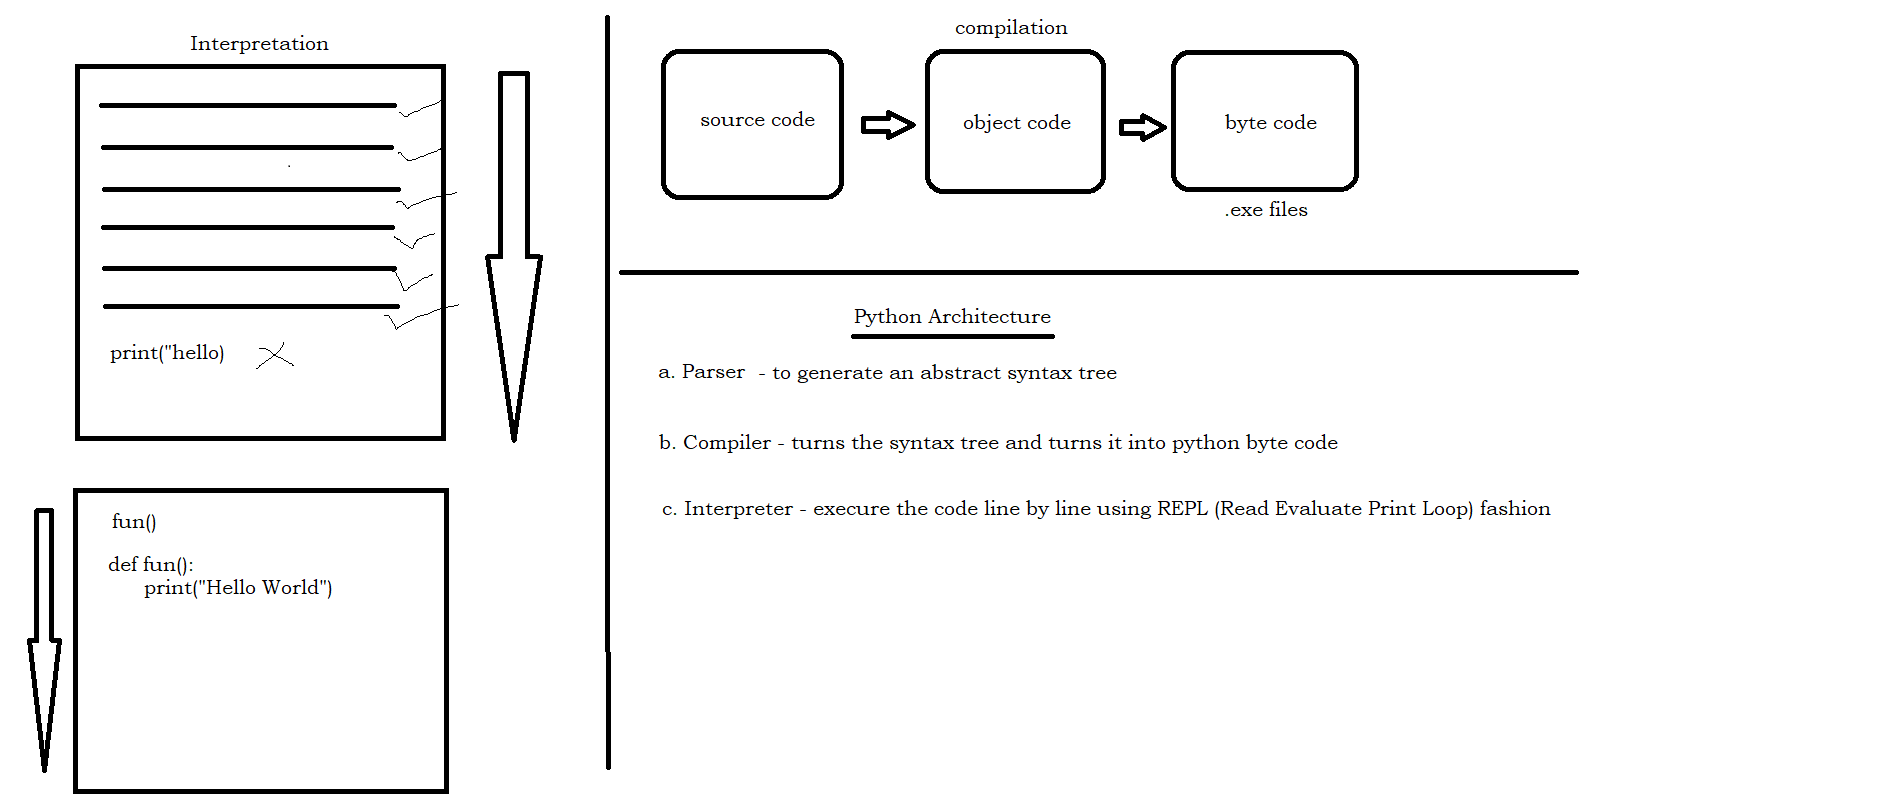 Interpretation
print("hello)
fun()
def fun():
print("Hello World")
compilation
source code
object code
byte code
.exe files
Python Architecture
a. Parser - to generate an abstract syntax tree
b. Compiler - turns the syntax tree and turns it into python byte code
c. Interpreter - execure the code line by line using REPL (Read Evaluate Print Loop) fashion